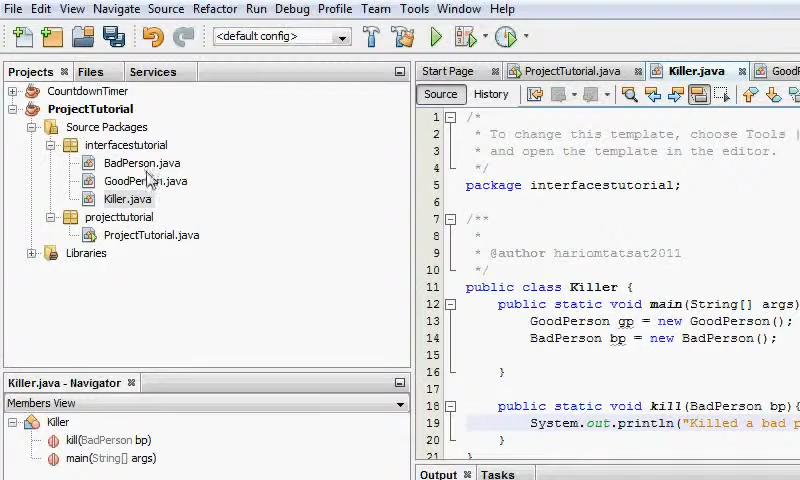 File Edit View Navigate Source Refactor Run Debug Profile Team Tools Window Help
<default config>
Projects Files Services
CountdownTimer
ProjectTutorial
Source Packages
interfacestutorial
BadPerson.java
GoodPerson.java
Killer.java
projecttutorial
ProjectTutorial.java
Libraries
Killer.java - Navigator
Members View
Killer
kill(BadPerson bp)
main(String[] args)
Start Page ProjectTutorial.java Killer.java GoodP
Source History
1 /*
2 * To change this template, choose Tools |
3 * and open the template in the editor.
4 */
5 package interfacestutorial;
6
7 /**
8 *
9 * @author hariomtatsat2011
10 */
11 public class Killer {
12 public static void main(String[] args)
13 GoodPerson gp = new GoodPerson();
14 BadPerson bp = new BadPerson();
15
16 }
17
18 public static void kill(BadPerson bp){
19 System.out.println("Killed a bad p
20 }
21
Output Tasks